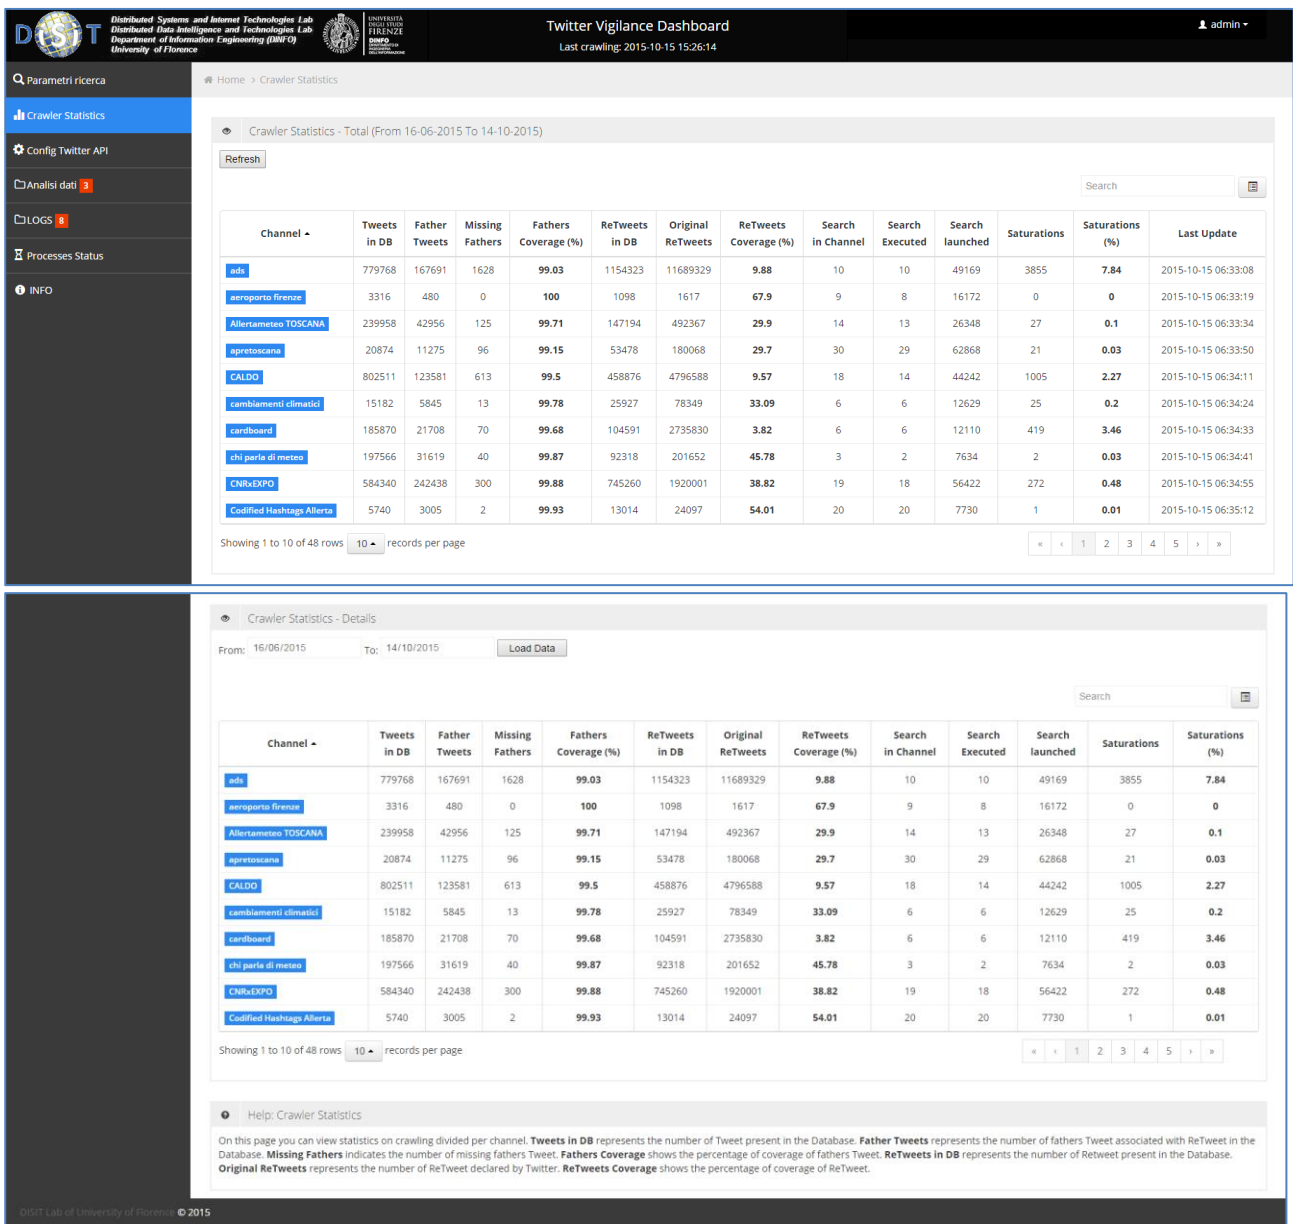 DISIT
Distributed Systems and Internet Technologies Lab
Distributed Data Intelligence and Technologies Lab
Department of Information Engineering (DINFO)
University of Florence
UNIVERSITÀ
DEGLI STUDI
FIRENZE
DINFO
Twitter Vigilance Dashboard
Last crawling: 2015-10-15 15:26:14
admin
Parametri ricerca
Crawler Statistics
Config Twitter API
Analisi dati 3
LOGS 8
Processes Status
INFO
Home > Crawler Statistics
Crawler Statistics - Total (From 16-06-2015 To 14-10-2015)
Refresh
Search
Channel Tweets in DB Father Tweets Missing Fathers Fathers Coverage (%) ReTweets in DB Original ReTweets ReTweets Coverage (%) Search in Channel Search Executed Search launched Saturations Saturations (%) Last Update
ads 779768 167691 1628 99.03 1154323 11689329 9.88 10 10 49169 3855 7.84 2015-10-15 06:33:08
aeroporto firenze 3316 480 0 100 1098 1617 67.9 9 8 16172 0 0 2015-10-15 06:33:19
Allertameteo TOSCANA 239958 42956 125 99.71 147194 492367 29.9 14 13 26348 27 0.1 2015-10-15 06:33:34
apretoscana 20874 11275 96 99.15 53478 180068 29.7 30 29 62868 21 0.03 2015-10-15 06:33:50
CALDO 802511 123581 613 99.5 458876 4796588 9.57 18 14 44242 1005 2.27 2015-10-15 06:34:11
cambiamenti climatici 15182 5845 13 99.78 25927 78349 33.09 6 6 12629 25 0.2 2015-10-15 06:34:24
cardboard 185870 21708 70 99.68 104591 2735830 3.82 6 6 12110 419 3.46 2015-10-15 06:34:33
chi parla di meteo 197566 31619 40 99.87 92318 201652 45.78 3 2 7634 2 0.03 2015-10-15 06:34:41
CNRxEXPO 584340 242438 300 99.88 745260 1920001 38.82 19 18 56422 272 0.48 2015-10-15 06:34:55
Codified Hashtags Allerta 5740 3005 2 99.93 13014 24097 54.01 20 20 7730 1 0.01 2015-10-15 06:35:12
Showing 1 to 10 of 48 rows 10 records per page
« ‹ 1 2 3 4 5 › »
Crawler Statistics - Details
From: 16/06/2015 To: 14/10/2015 Load Data
Search
Channel Tweets in DB Father Tweets Missing Fathers Fathers Coverage (%) ReTweets in DB Original ReTweets ReTweets Coverage (%) Search in Channel Search Executed Search launched Saturations Saturations (%)
ads 779768 167691 1628 99.03 1154323 11689329 9.88 10 10 49169 3855 7.84
aeroporto firenze 3316 480 0 100 1098 1617 67.9 9 8 16172 0 0
Allertameteo TOSCANA 239958 42956 125 99.71 147194 492367 29.9 14 13 26348 27 0.1
apretoscana 20874 11275 96 99.15 53478 180068 29.7 30 29 62868 21 0.03
CALDO 802511 123581 613 99.5 458876 4796588 9.57 18 14 44242 1005 2.27
cambiamenti climatici 15182 5845 13 99.78 25927 78349 33.09 6 6 12629 25 0.2
cardboard 185870 21708 70 99.68 104591 2735830 3.82 6 6 12110 419 3.46
chi parla di meteo 197566 31619 40 99.87 92318 201652 45.78 3 2 7634 2 0.03
CNRxEXPO 584340 242438 300 99.88 745260 1920001 38.82 19 18 56422 272 0.48
Codified Hashtags Allerta 5740 3005 2 99.93 13014 24097 54.01 20 20 7730 1 0.01
Showing 1 to 10 of 48 rows 10 records per page
« ‹ 1 2 3 4 5 › »
Help: Crawler Statistics
On this page you can view statistics on crawling divided per channel. Tweets in DB represents the number of Tweet present in the Database. Father Tweets represents the number of fathers Tweet associated with ReTweet in the
Database. Missing Fathers indicates the number of missing fathers Tweet. Fathers Coverage shows the percentage of coverage of fathers Tweet. ReTweets in DB represents the number of Retweet present in the Database.
Original ReTweets represents the number of ReTweet declared by Twitter. ReTweets Coverage shows the percentage of coverage of ReTweet.
DISIT Lab of University of Florence © 2015